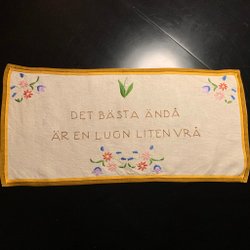 DET BÄSTA ÄNDÅ
ÄR EN LUGN LITEN VRÅ